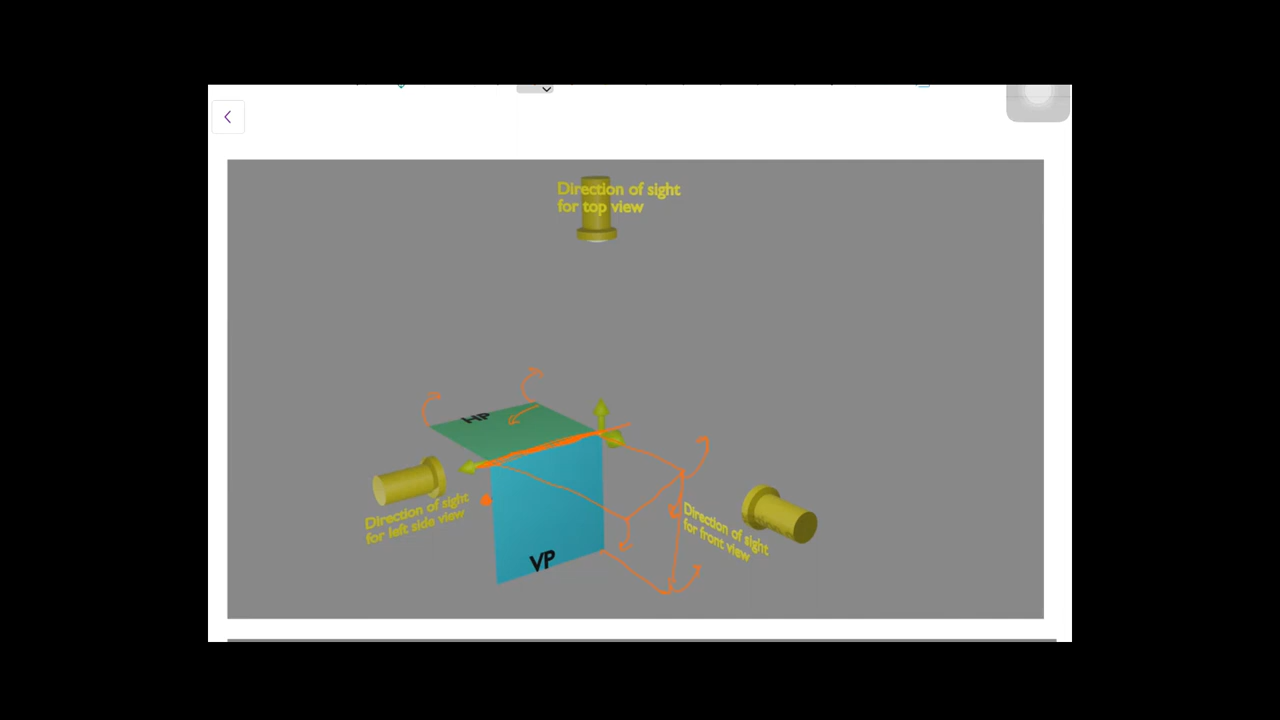 Direction of sight
for top view
HP
Direction of sight
for left side view
Direction of sight
for front view
VP